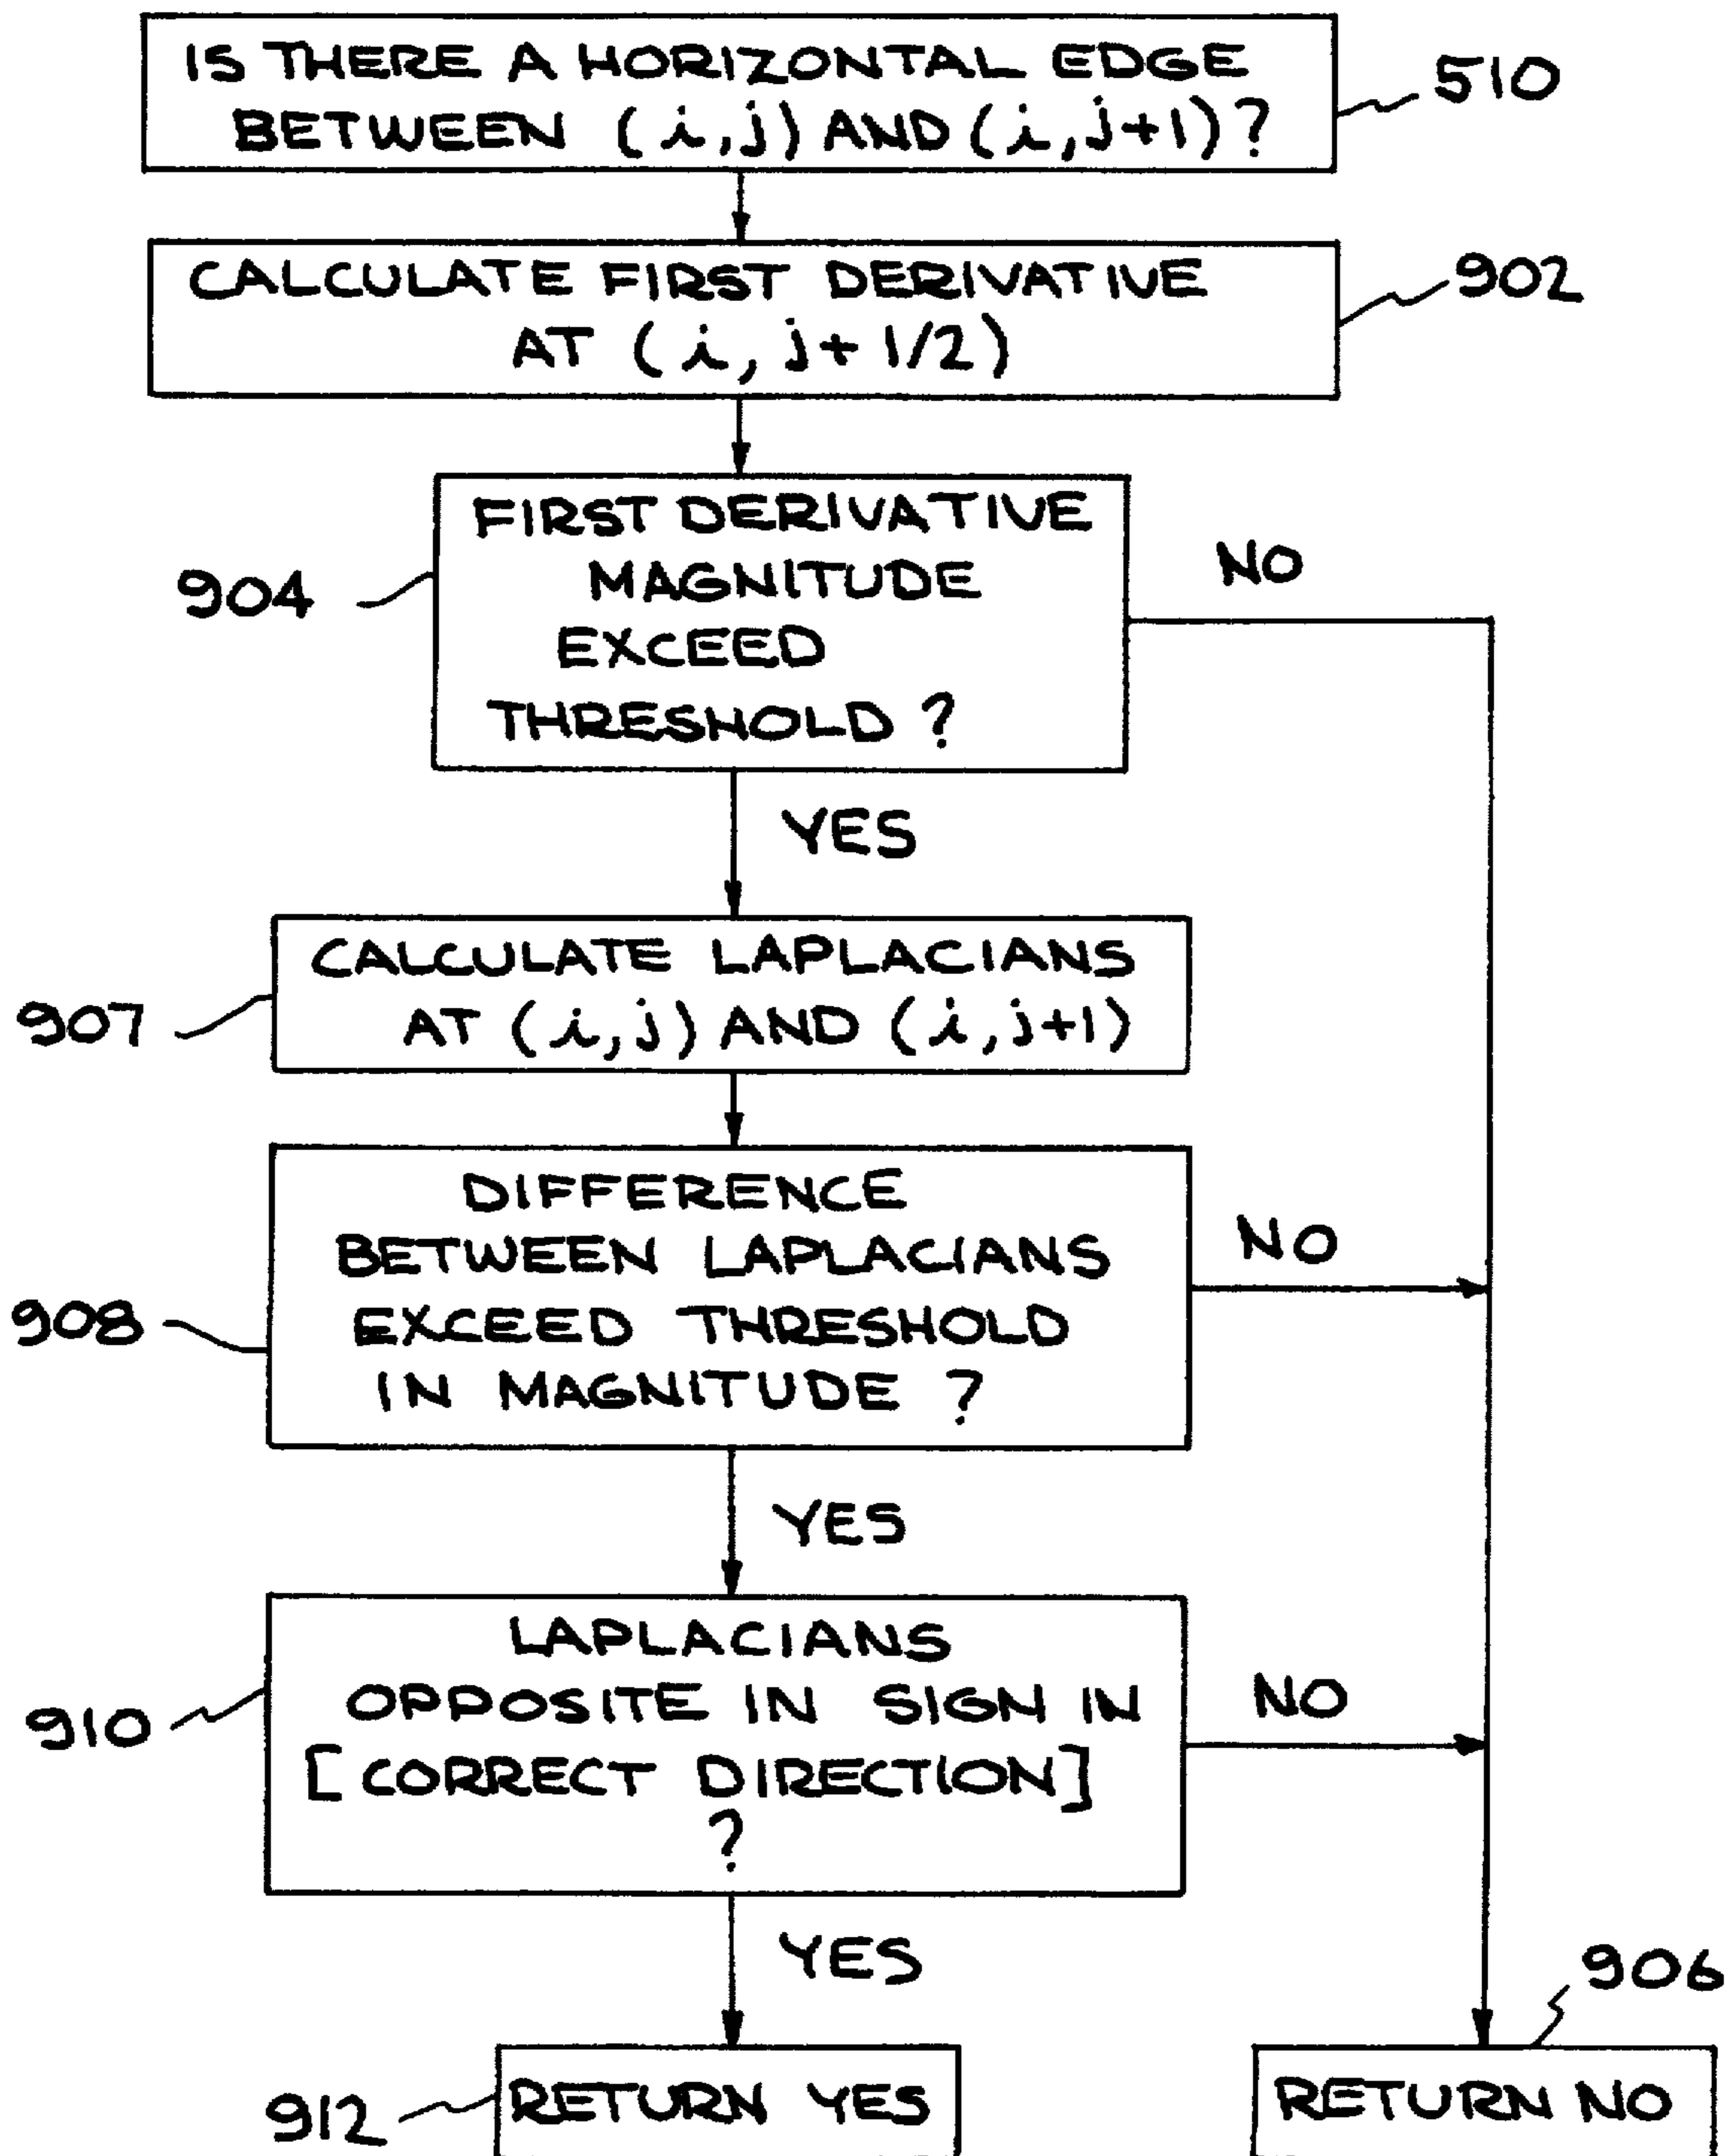 IS THERE A HORIZONTAL EDGE
BETWEEN (i,j) AND (i,j+1)?
510
CALCULATE FIRST DERIVATIVE
AT (i, j+1/2)
902
FIRST DERIVATIVE
MAGNITUDE
EXCEED
THRESHOLD ?
904
NO
YES
CALCULATE LAPLACIANS
AT (i,j) AND (i,j+1)
907
DIFFERENCE
BETWEEN LAPLACIANS
EXCEED THRESHOLD
IN MAGNITUDE ?
908
NO
YES
LAPLACIANS
OPPOSITE IN SIGN IN
[CORRECT DIRECTION]
?
910
NO
YES
906
RETURN YES
912
RETURN NO